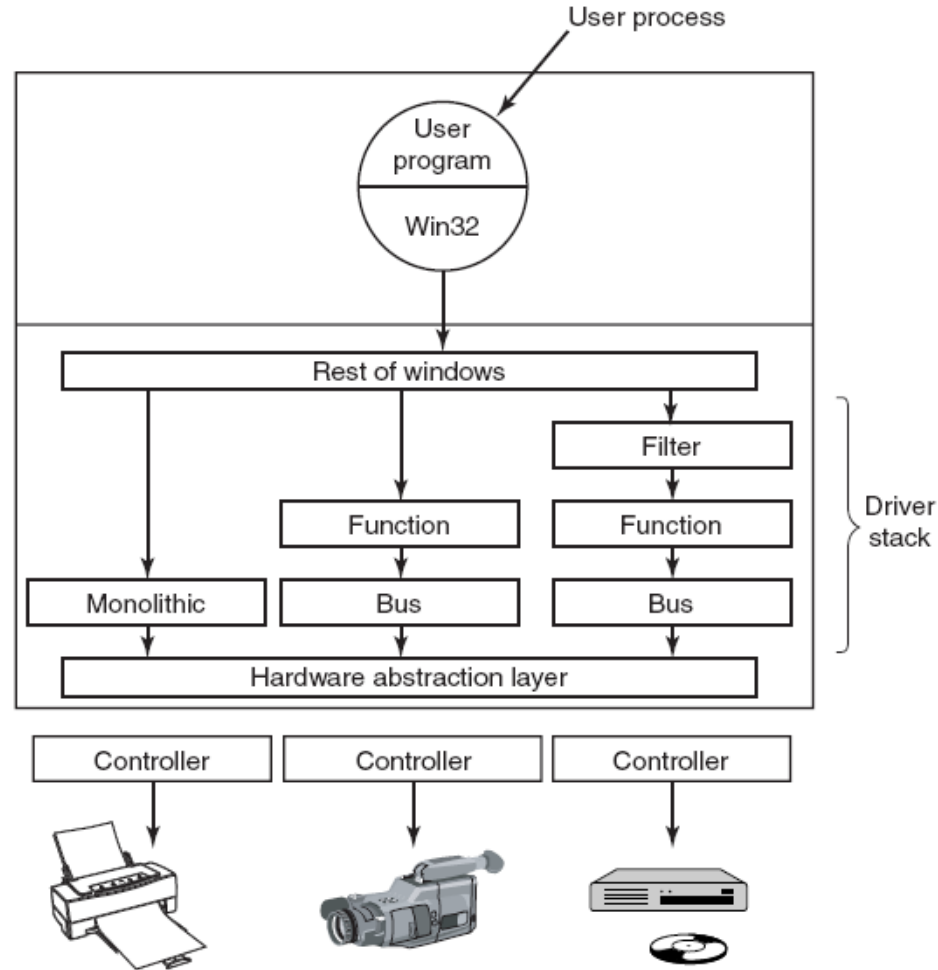 User process
User
program
Win32
Rest of windows
Filter
Function
Function
Driver
stack
Monolithic
Bus
Bus
Hardware abstraction layer
Controller
Controller
Controller